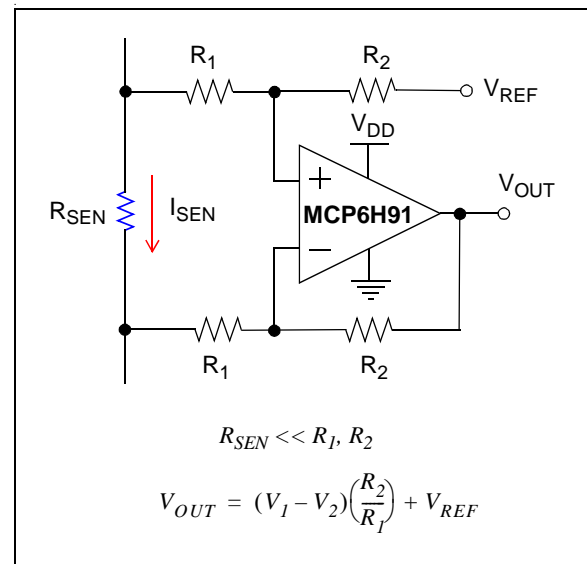 R1
R2
VREF
VDD
VOUT
RSEN
ISEN
+
MCP6H91
–
R1
R2
RSEN << R1, R2
VOUT = (V1 – V2)(R2/R1) + VREF